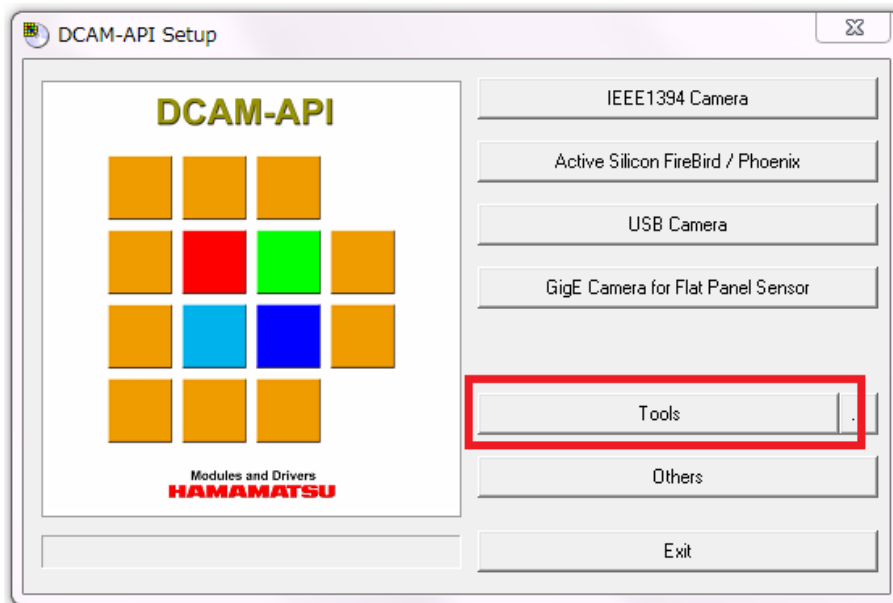 DCAM-API Setup
DCAM-API
Modules and Drivers
HAMAMATSU
IEEE1394 Camera
Active Silicon FireBird / Phoenix
USB Camera
GigE Camera for Flat Panel Sensor
Tools
Others
Exit